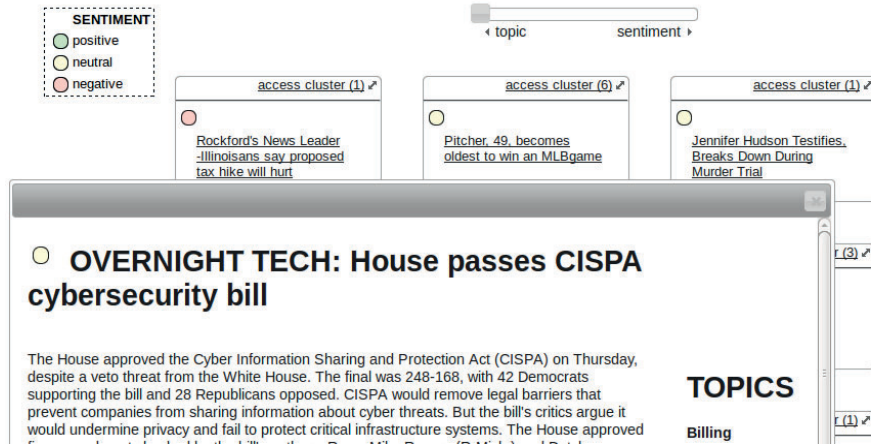 SENTIMENT
positive
neutral
negative
topic
sentiment
access cluster (1)
Rockford's News Leader
-Illinoisans say proposed
tax hike will hurt
access cluster (6)
Pitcher, 49, becomes
oldest to win an MLBgame
access cluster (1)
Jennifer Hudson Testifies,
Breaks Down During
Murder Trial
r (3)
r (1)
OVERNIGHT TECH: House passes CISPA
cybersecurity bill
The House approved the Cyber Information Sharing and Protection Act (CISPA) on Thursday,
despite a veto threat from the White House. The final was 248-168, with 42 Democrats
supporting the bill and 28 Republicans opposed. CISPA would remove legal barriers that
prevent companies from sharing information about cyber threats. But the bill's critics argue it
would undermine privacy and fail to protect critical infrastructure systems. The House approved
TOPICS
Billing